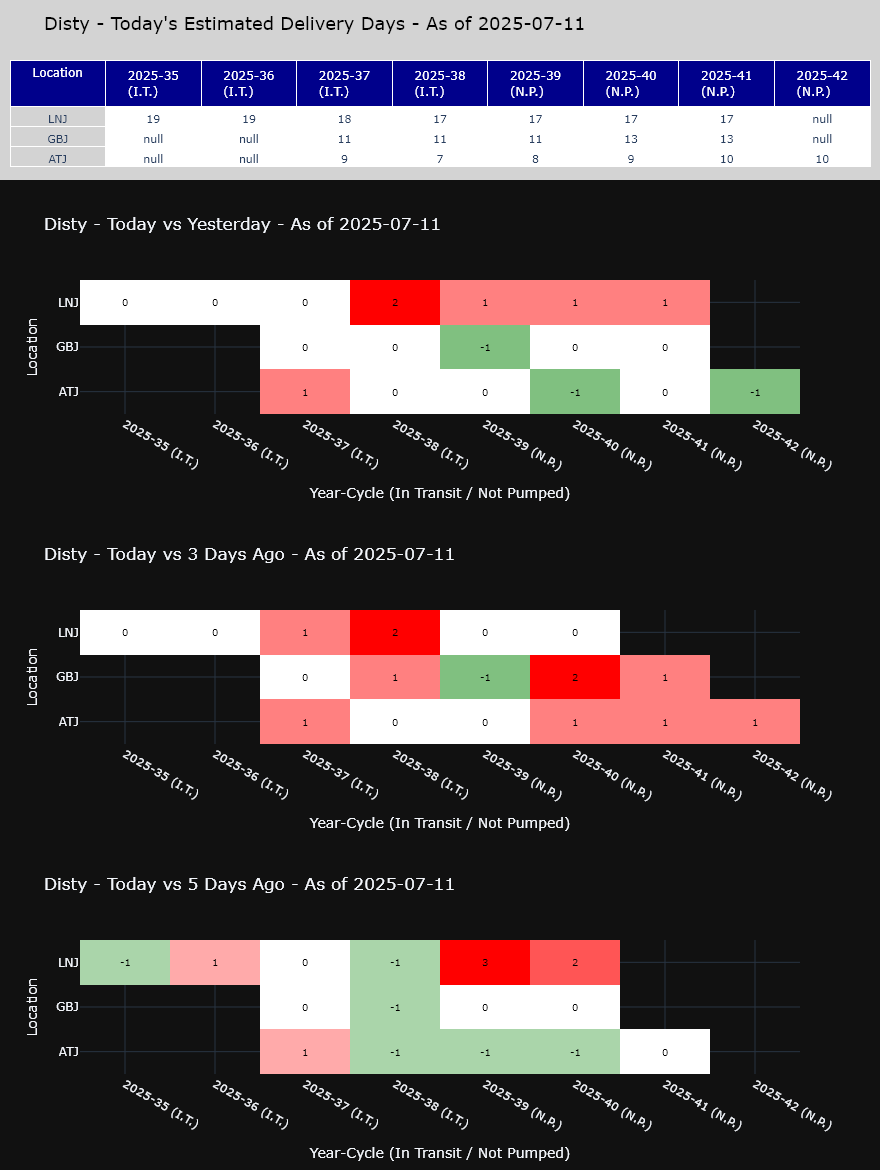 Disty - Today's Estimated Delivery Days - As of 2025-07-11
Location 2025-35 (I.T.) 2025-36 (I.T.) 2025-37 (I.T.) 2025-38 (I.T.) 2025-39 (N.P.) 2025-40 (N.P.) 2025-41 (N.P.) 2025-42 (N.P.)
LNJ 19 19 18 17 17 17 17 null
GBJ null null 11 11 11 13 13 null
ATJ null null 9 7 8 9 10 10
Disty - Today vs Yesterday - As of 2025-07-11
Location
LNJ 0 0 0 2 1 1 1
GBJ 0 0 -1 0 0
ATJ 1 0 0 -1 0 -1
2025-35 (I.T.) 2025-36 (I.T.) 2025-37 (I.T.) 2025-38 (I.T.) 2025-39 (N.P.) 2025-40 (N.P.) 2025-41 (N.P.) 2025-42 (N.P.)
Year-Cycle (In Transit / Not Pumped)
Disty - Today vs 3 Days Ago - As of 2025-07-11
Location
LNJ 0 0 1 2 0 0
GBJ 0 1 -1 2 1
ATJ 1 0 0 1 1 1
2025-35 (I.T.) 2025-36 (I.T.) 2025-37 (I.T.) 2025-38 (I.T.) 2025-39 (N.P.) 2025-40 (N.P.) 2025-41 (N.P.) 2025-42 (N.P.)
Year-Cycle (In Transit / Not Pumped)
Disty - Today vs 5 Days Ago - As of 2025-07-11
Location
LNJ -1 1 0 -1 3 2
GBJ 0 -1 0 0
ATJ 1 -1 -1 -1 0
2025-35 (I.T.) 2025-36 (I.T.) 2025-37 (I.T.) 2025-38 (I.T.) 2025-39 (N.P.) 2025-40 (N.P.) 2025-41 (N.P.) 2025-42 (N.P.)
Year-Cycle (In Transit / Not Pumped)